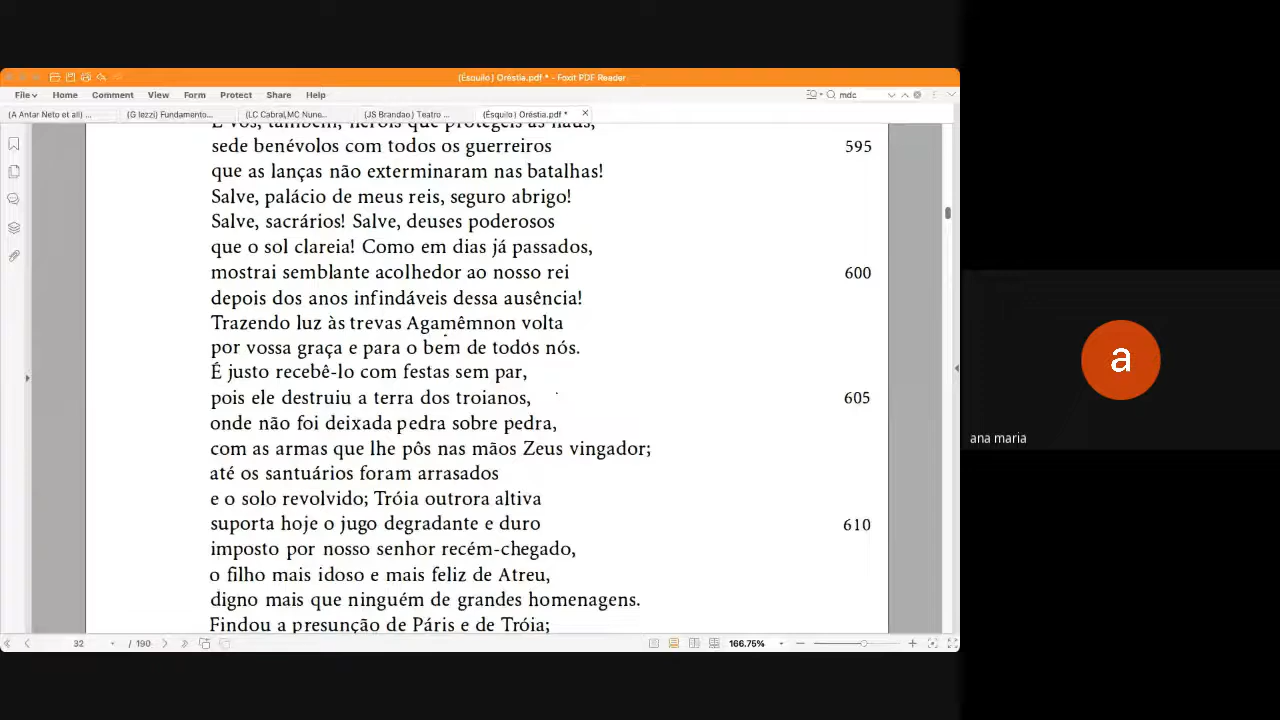 (Ésquilo) Oréstia.pdf * - Foxit PDF Reader
File Home Comment View Form Protect Share Help mdc
(A Antar Neto et all) ... (G Iezzi) Fundamento... (LC Cabral,MC Nune... (JS Brandao) Teatro ... (Ésquilo) Oréstia.pdf *
E vós, também, heróis que protegeis as naus,
sede benévolos com todos os guerreiros 595
que as lanças não exterminaram nas batalhas!
Salve, palácio de meus reis, seguro abrigo!
Salve, sacrários! Salve, deuses poderosos
que o sol clareia! Como em dias já passados,
mostrai semblante acolhedor ao nosso rei 600
depois dos anos infindáveis dessa ausência!
Trazendo luz às trevas Agamêmnon volta
por vossa graça e para o bem de todos nós.
É justo recebê-lo com festas sem par,
pois ele destruiu a terra dos troianos, 605
onde não foi deixada pedra sobre pedra,
com as armas que lhe pôs nas mãos Zeus vingador;
até os santuários foram arrasados
e o solo revolvido; Tróia outrora altiva
suporta hoje o jugo degradante e duro 610
imposto por nosso senhor recém-chegado,
o filho mais idoso e mais feliz de Atreu,
digno mais que ninguém de grandes homenagens.
Findou a presunção de Páris e de Tróia;
32 / 190 166.75%
a
ana maria